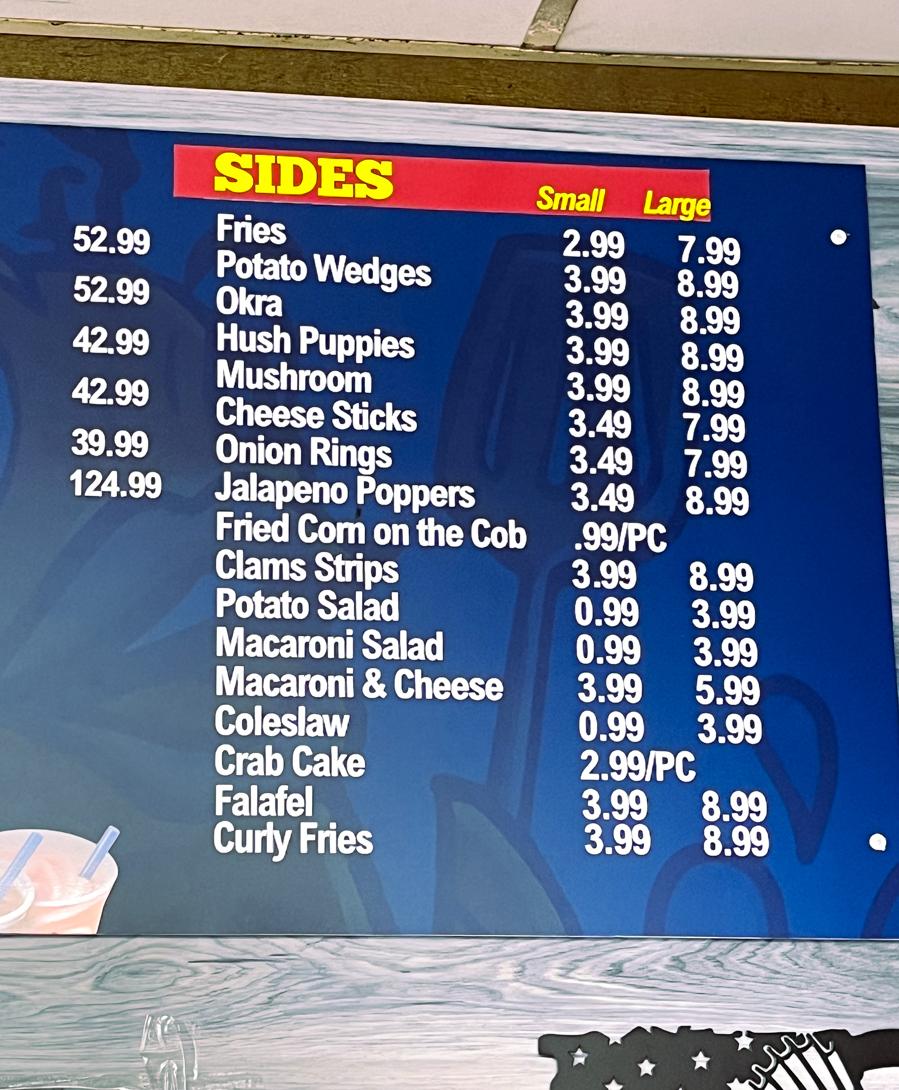 SIDES Small Large
52.99 Fries 2.99 7.99
Potato Wedges 3.99 8.99
52.99 Okra 3.99 8.99
42.99 Hush Puppies 3.99 8.99
Mushroom 3.99 8.99
42.99 Cheese Sticks 3.49 7.99
39.99 Onion Rings 3.49 7.99
124.99 Jalapeno Poppers 3.49 8.99
Fried Corn on the Cob .99/PC
Clams Strips 3.99 8.99
Potato Salad 0.99 3.99
Macaroni Salad 0.99 3.99
Macaroni & Cheese 3.99 5.99
Coleslaw 0.99 3.99
Crab Cake 2.99/PC
Falafel 3.99 8.99
Curly Fries 3.99 8.99